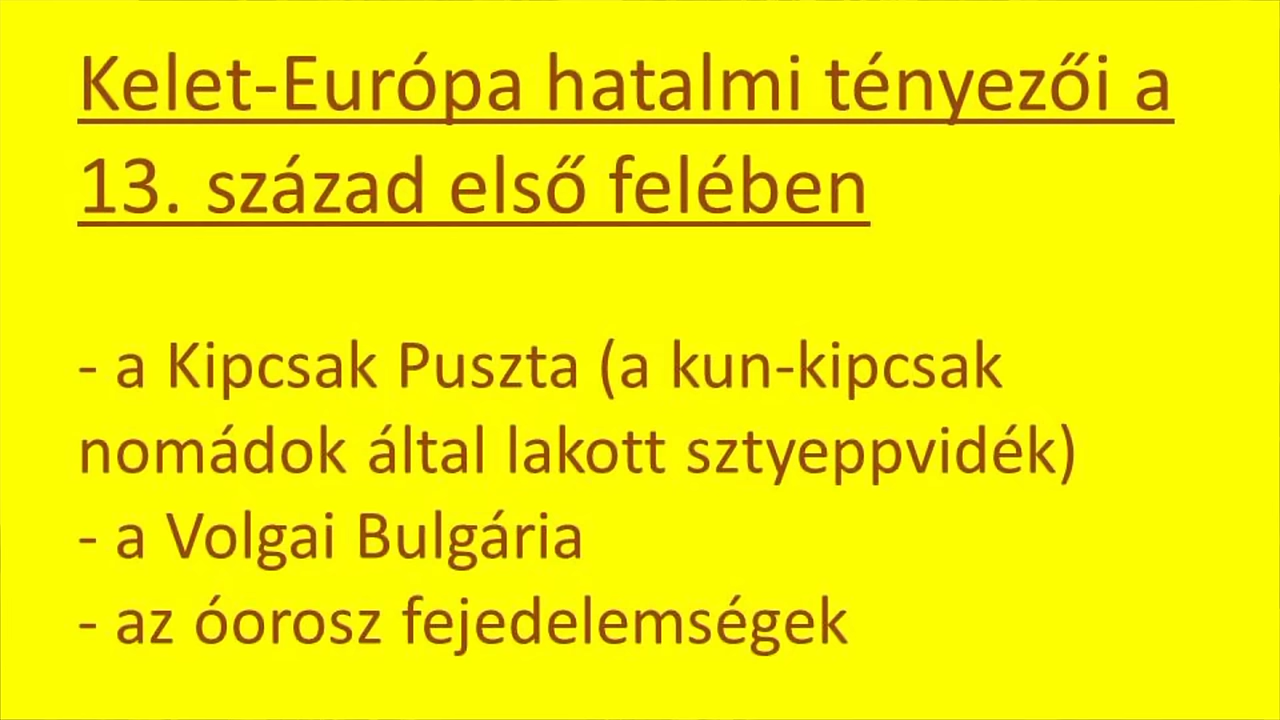 Kelet-Európa hatalmi tényezői a
13. század első felében
- a Kipcsak Puszta (a kun-kipcsak
nomádok által lakott sztyeppvidék)
- a Volgai Bulgária
- az óorosz fejedelemségek